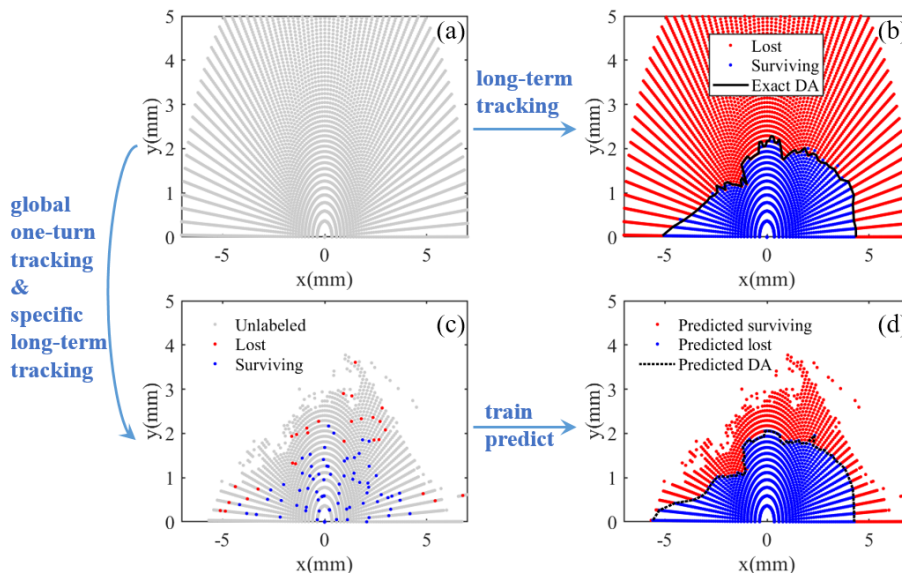 (a)
5
4
3
2
1
0
y(mm)
-5
0
5
x(mm)
long-term
tracking
(b)
Lost
Surviving
Exact DA
5
4
3
2
1
0
y(mm)
-5
0
5
x(mm)
global
one-turn
tracking
&
specific
long-term
tracking
(c)
Unlabeled
Lost
Surviving
5
4
3
2
1
0
y(mm)
-5
0
5
x(mm)
train
predict
(d)
Predicted surviving
Predicted lost
Predicted DA
5
4
3
2
1
0
y(mm)
-5
0
5
x(mm)